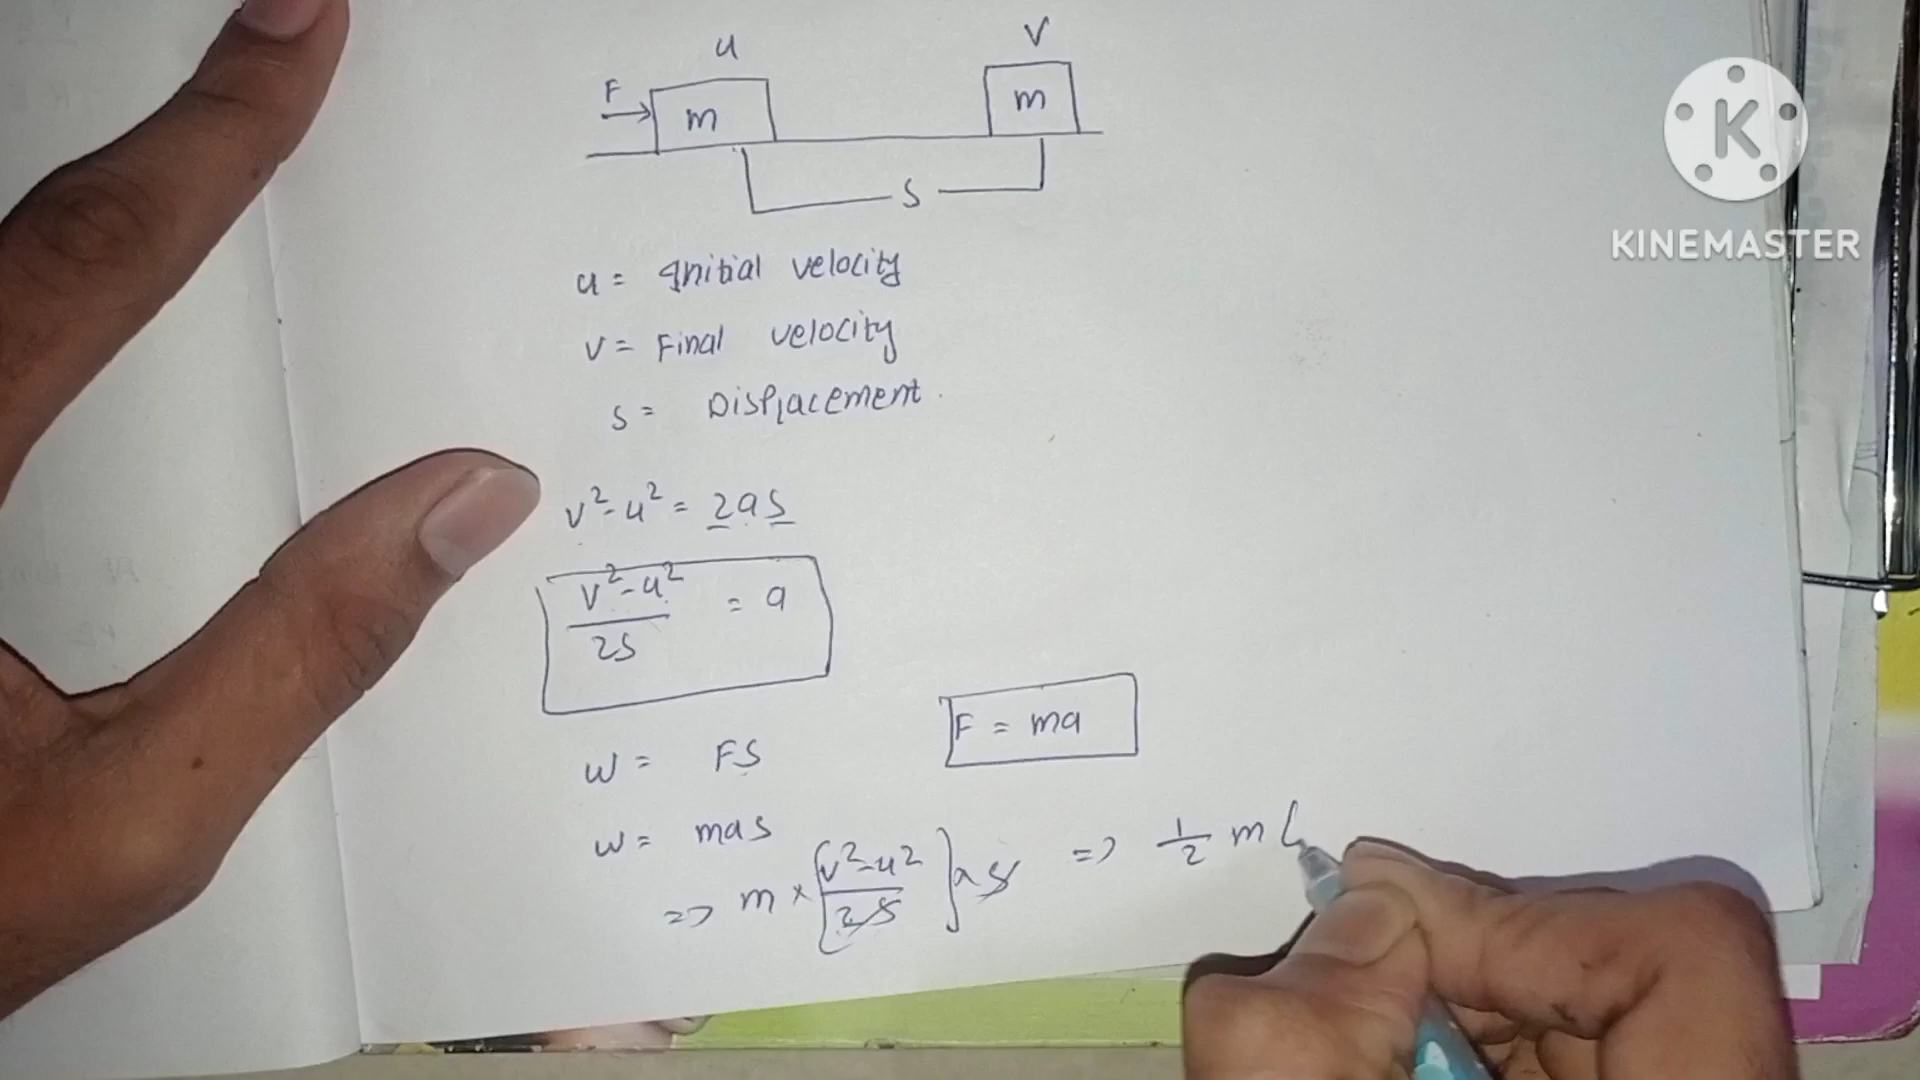 u
V
F
m
m
S
K
KINEMASTER
u = Initial velocity
v = Final velocity
s = Displacement.
v²-u² = 2as
v²-u² / 2s = a
F = ma
W = FS
W = mas
=> m × [v²-u² / 2s] as => 1/2 m (